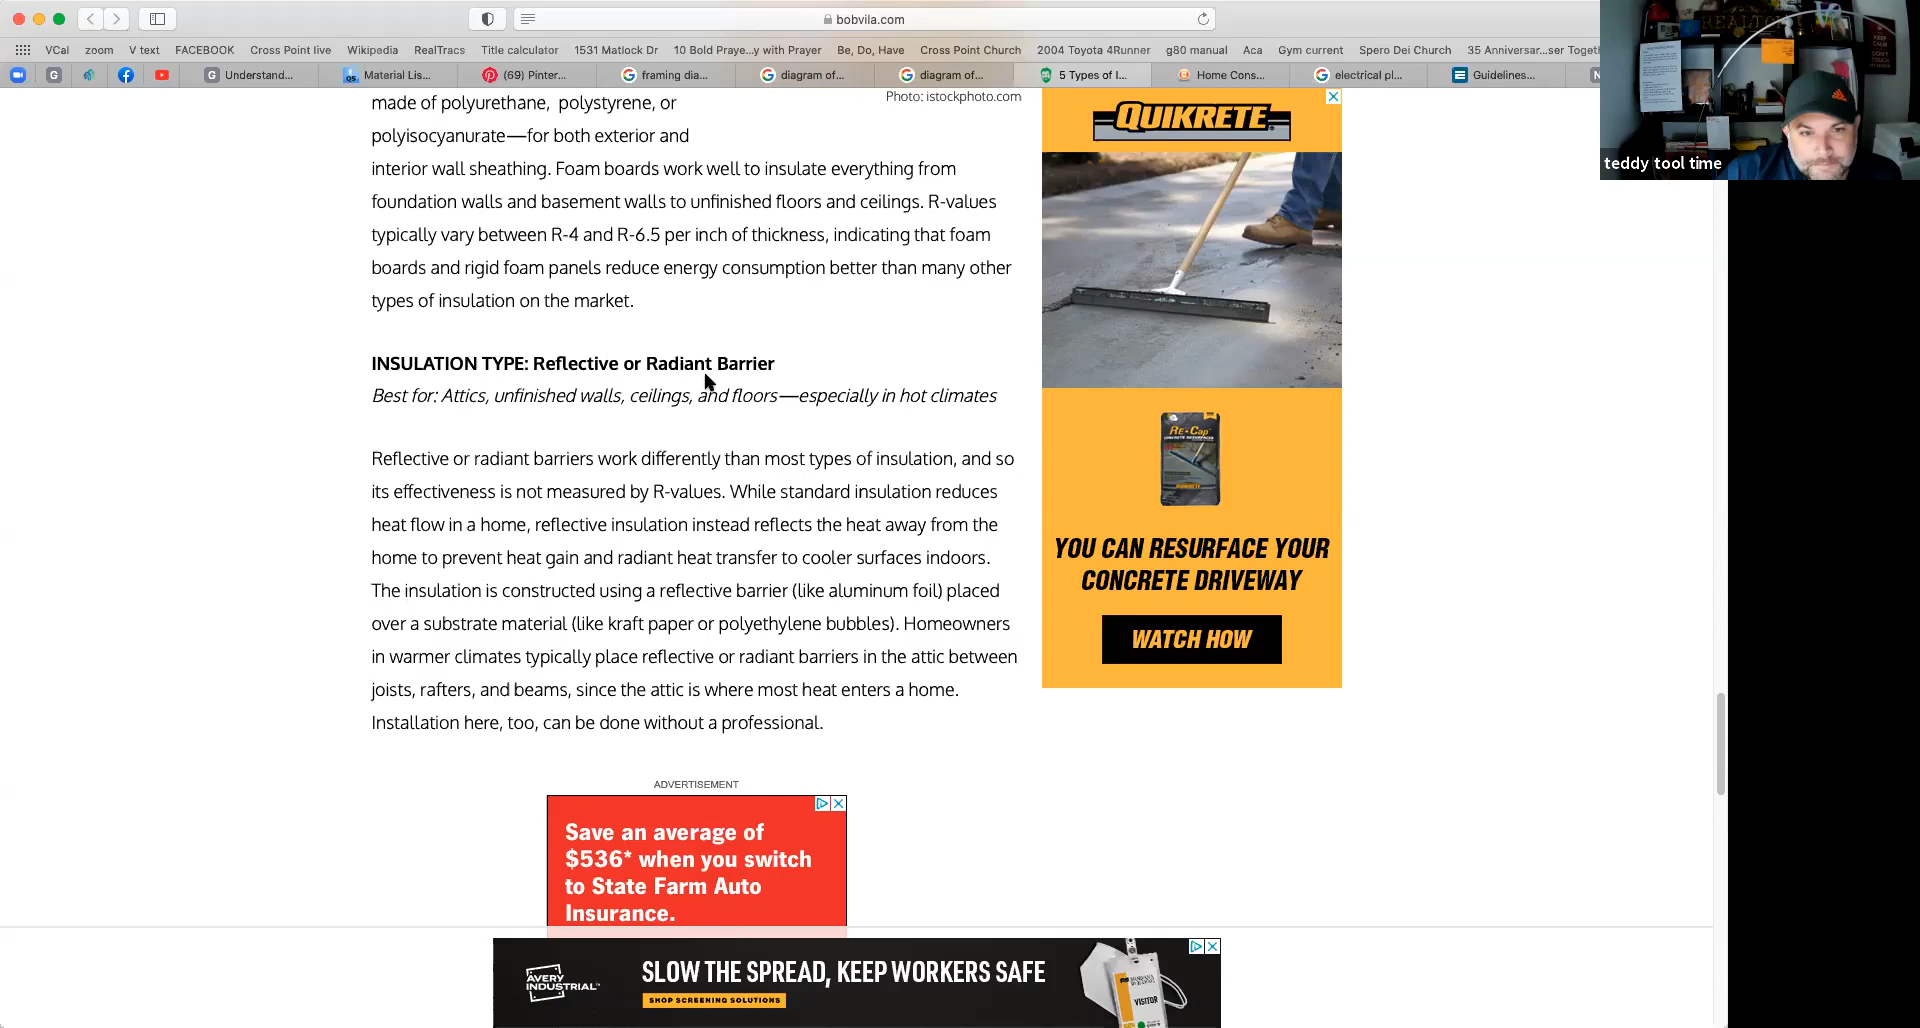 bobvila.com
VCal zoom V text FACEBOOK Cross Point live Wikipedia RealTracs Title calculator 1531 Matlock Dr 10 Bold Praye...y with Prayer Be, Do, Have Cross Point Church 2004 Toyota 4Runner g80 manual Aca Gym current Spero Dei Church 35 Anniversar...ser Toget
G G Understand... QS Material Lis... (69) Pinter... framing dia... diagram of... diagram of... 5 Types of I... Home Cons... electrical pl... Guidelines... N
REALTO
KEEP
CALM
teddy tool time
made of polyurethane, polystyrene, or
polyisocyanurate—for both exterior and
interior wall sheathing. Foam boards work well to insulate everything from
foundation walls and basement walls to unfinished floors and ceilings. R-values
typically vary between R-4 and R-6.5 per inch of thickness, indicating that foam
boards and rigid foam panels reduce energy consumption better than many other
types of insulation on the market.
Photo: istockphoto.com
INSULATION TYPE: Reflective or Radiant Barrier
Best for: Attics, unfinished walls, ceilings, and floors—especially in hot climates
Reflective or radiant barriers work differently than most types of insulation, and so
its effectiveness is not measured by R-values. While standard insulation reduces
heat flow in a home, reflective insulation instead reflects the heat away from the
home to prevent heat gain and radiant heat transfer to cooler surfaces indoors.
The insulation is constructed using a reflective barrier (like aluminum foil) placed
over a substrate material (like kraft paper or polyethylene bubbles). Homeowners
in warmer climates typically place reflective or radiant barriers in the attic between
joists, rafters, and beams, since the attic is where most heat enters a home.
Installation here, too, can be done without a professional.
QUIKRETE
RE-Cap
CONCRETE RESURFACER
QUIKRETE
YOU CAN RESURFACE YOUR
CONCRETE DRIVEWAY
WATCH HOW
ADVERTISEMENT
Save an average of
$536* when you switch
to State Farm Auto
Insurance.
AVERY
INDUSTRIAL
SLOW THE SPREAD, KEEP WORKERS SAFE
SHOP SCREENING SOLUTIONS
VISITOR